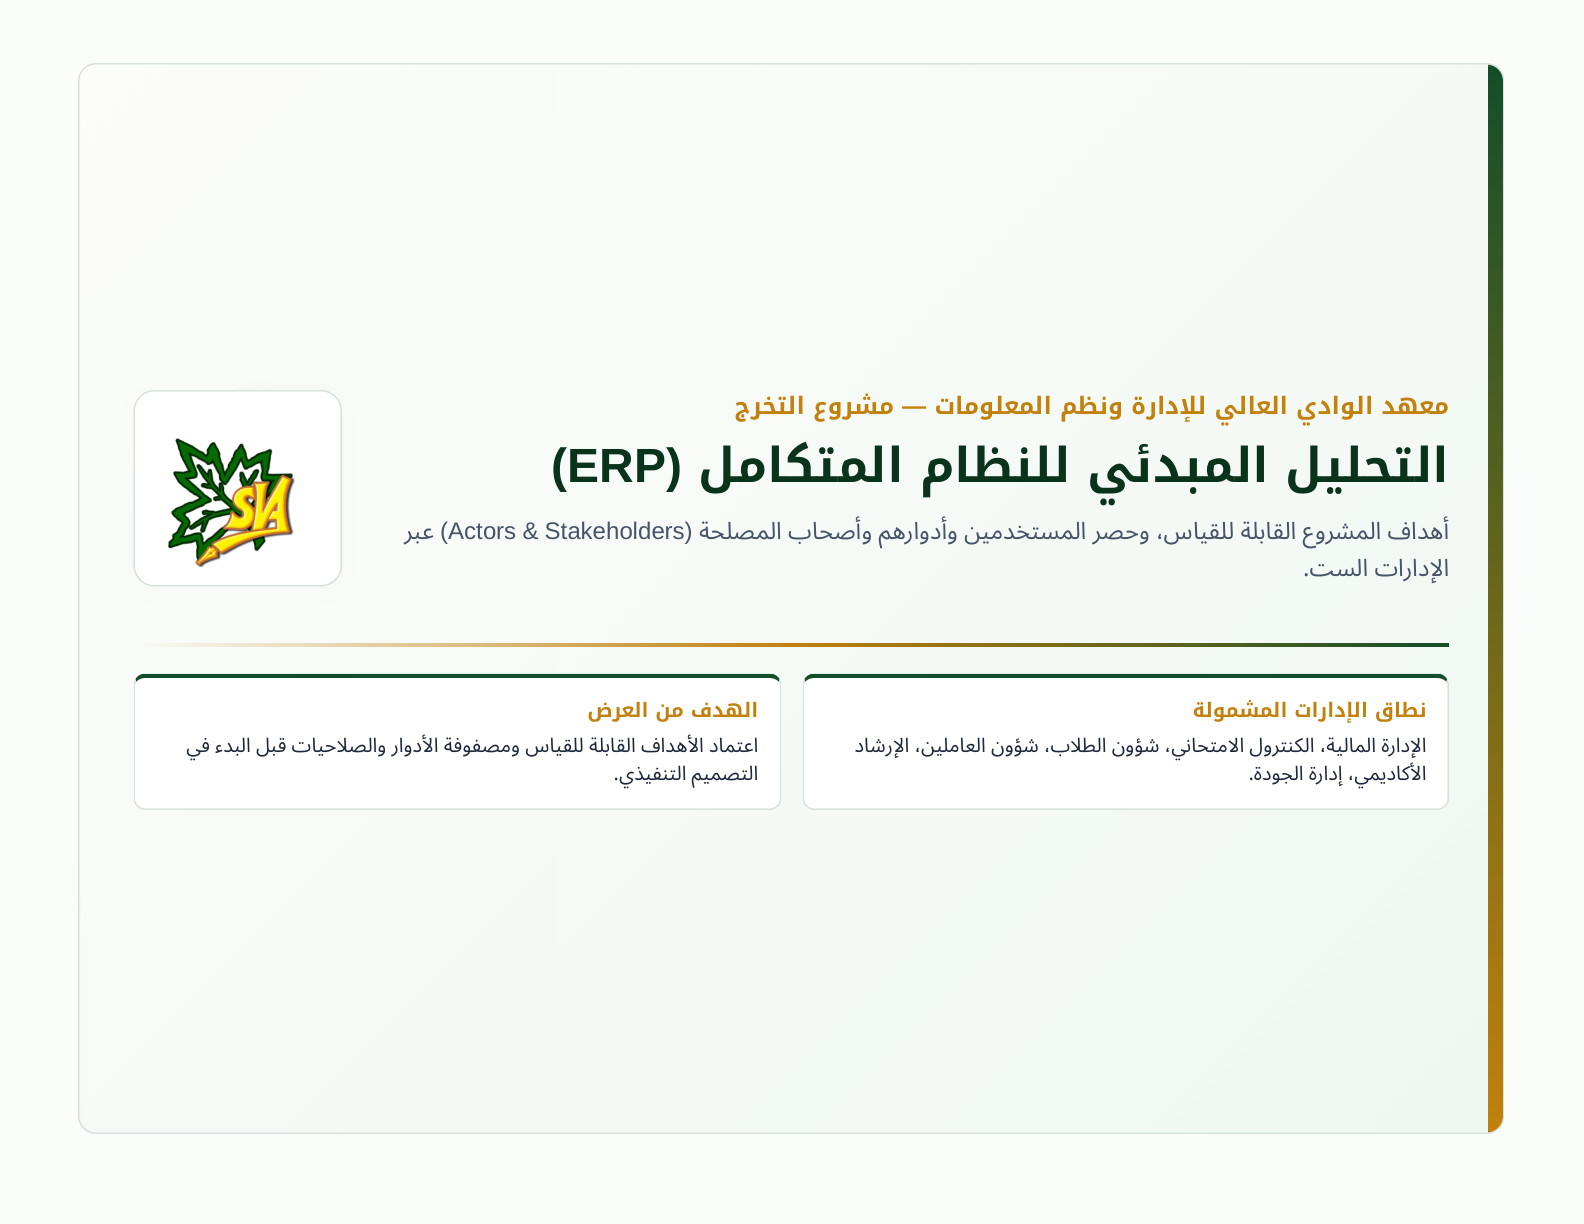 معهد الوادي العالي للإدارة ونظم المعلومات — مشروع التخرج
التحليل المبدئي للنظام المتكامل (ERP)
أهداف المشروع القابلة للقياس، وحصر المستخدمين وأدوارهم وأصحاب المصلحة (Actors & Stakeholders) عبر
الإدارات الست.
SVA
نطاق الإدارات المشمولة
الإدارة المالية، الكنترول الامتحاني، شؤون الطلاب، شؤون العاملين، الإرشاد
الأكاديمي، إدارة الجودة.
الهدف من العرض
اعتماد الأهداف القابلة للقياس ومصفوفة الأدوار والصلاحيات قبل البدء في
التصميم التنفيذي.